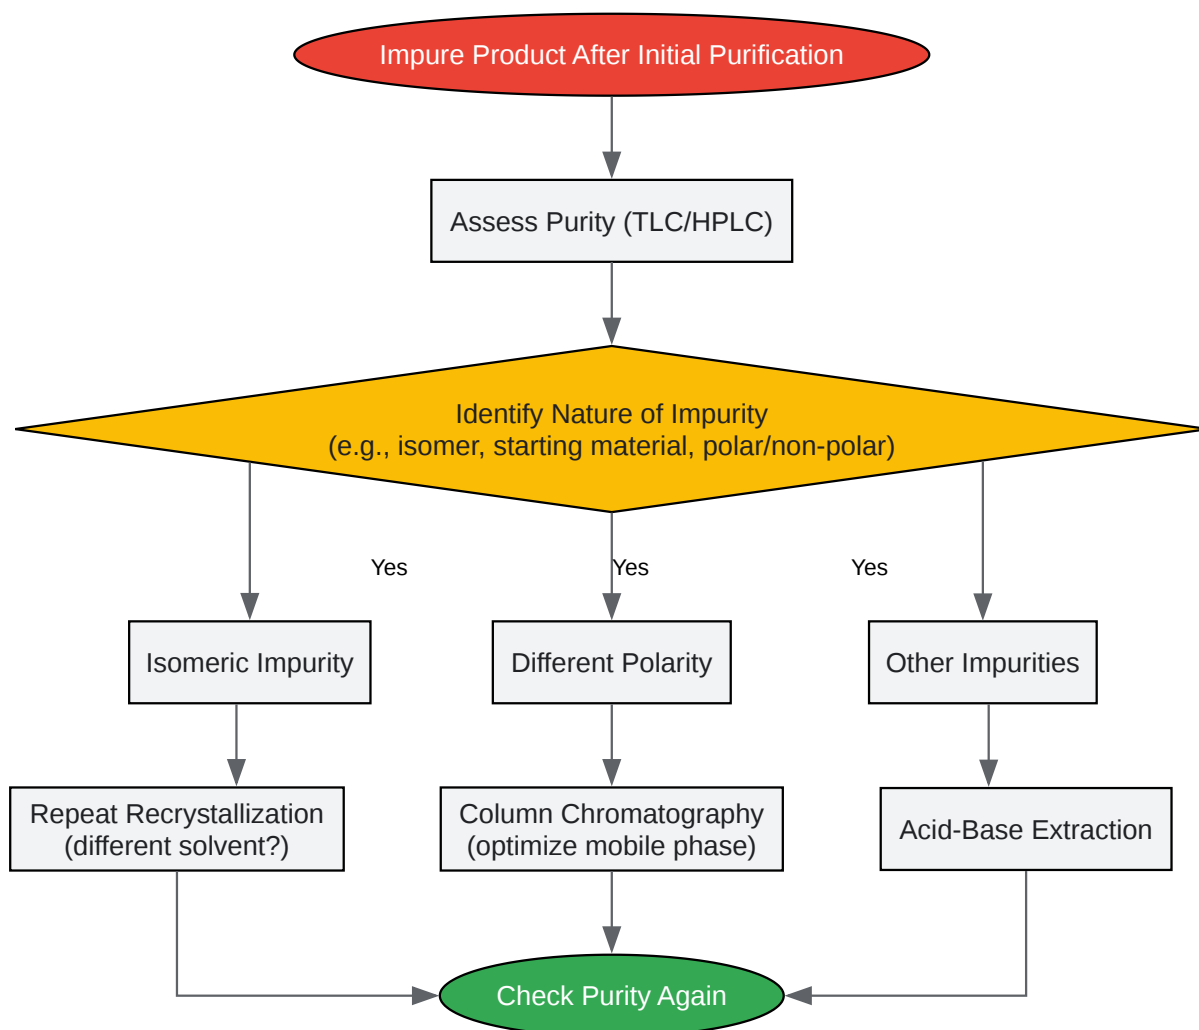 Impure Product After Initial Purification
Assess Purity (TLC/HPLC)
Identify Nature of Impurity
(e.g., isomer, starting material, polar/non-polar)
Yes
Yes
Yes
Isomeric Impurity
Different Polarity
Other Impurities
Repeat Recrystallization
(different solvent?)
Column Chromatography
(optimize mobile phase)
Acid-Base Extraction
Check Purity Again